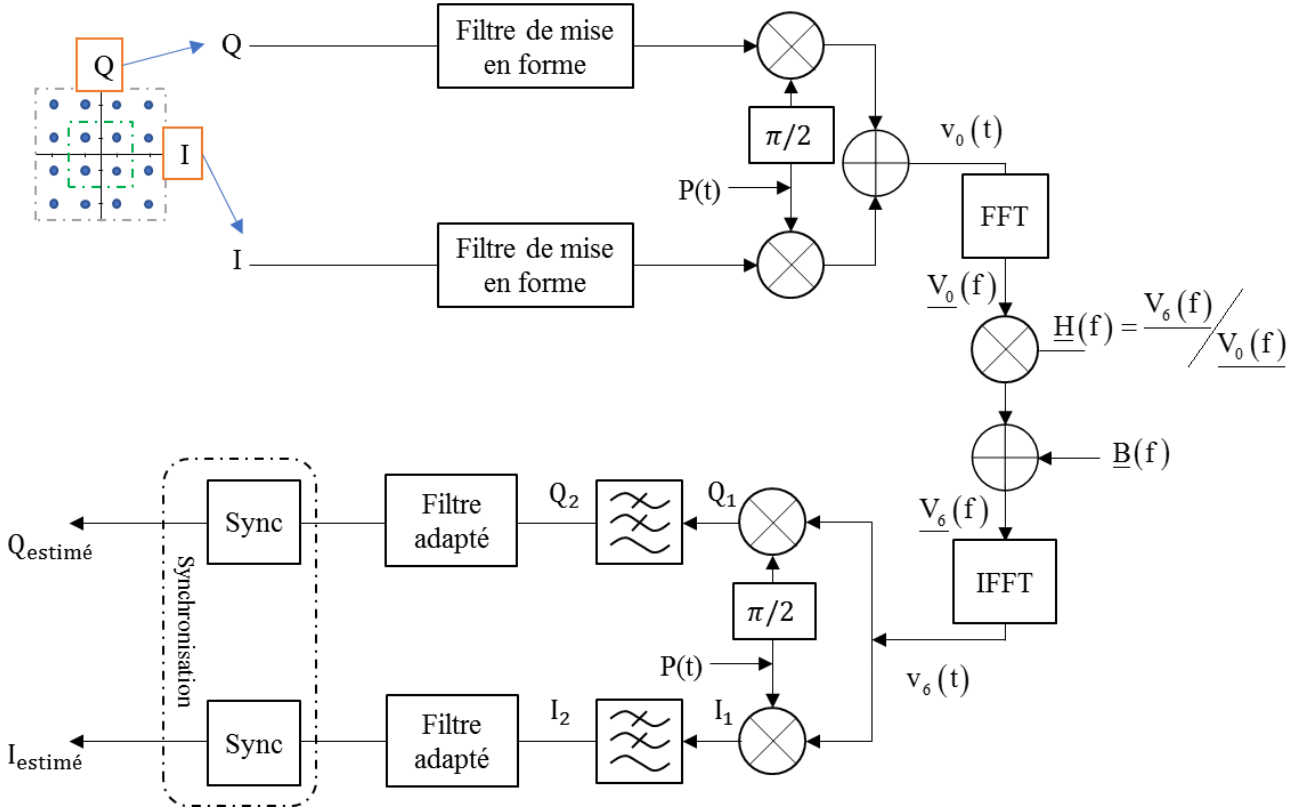 Q
I
Q
Filtre de mise
en forme
π/2
P(t)
I
Filtre de mise
en forme
v₀(t)
FFT
V₀(f)
H(f) = V₆(f)/V₀(f)
B(f)
V₆(f)
IFFT
v₆(t)
Q₁
π/2
P(t)
I₁
Q₂
I₂
Filtre
adapté
Filtre
adapté
Sync
Sync
Synchronisation
Qestimé
Iestimé